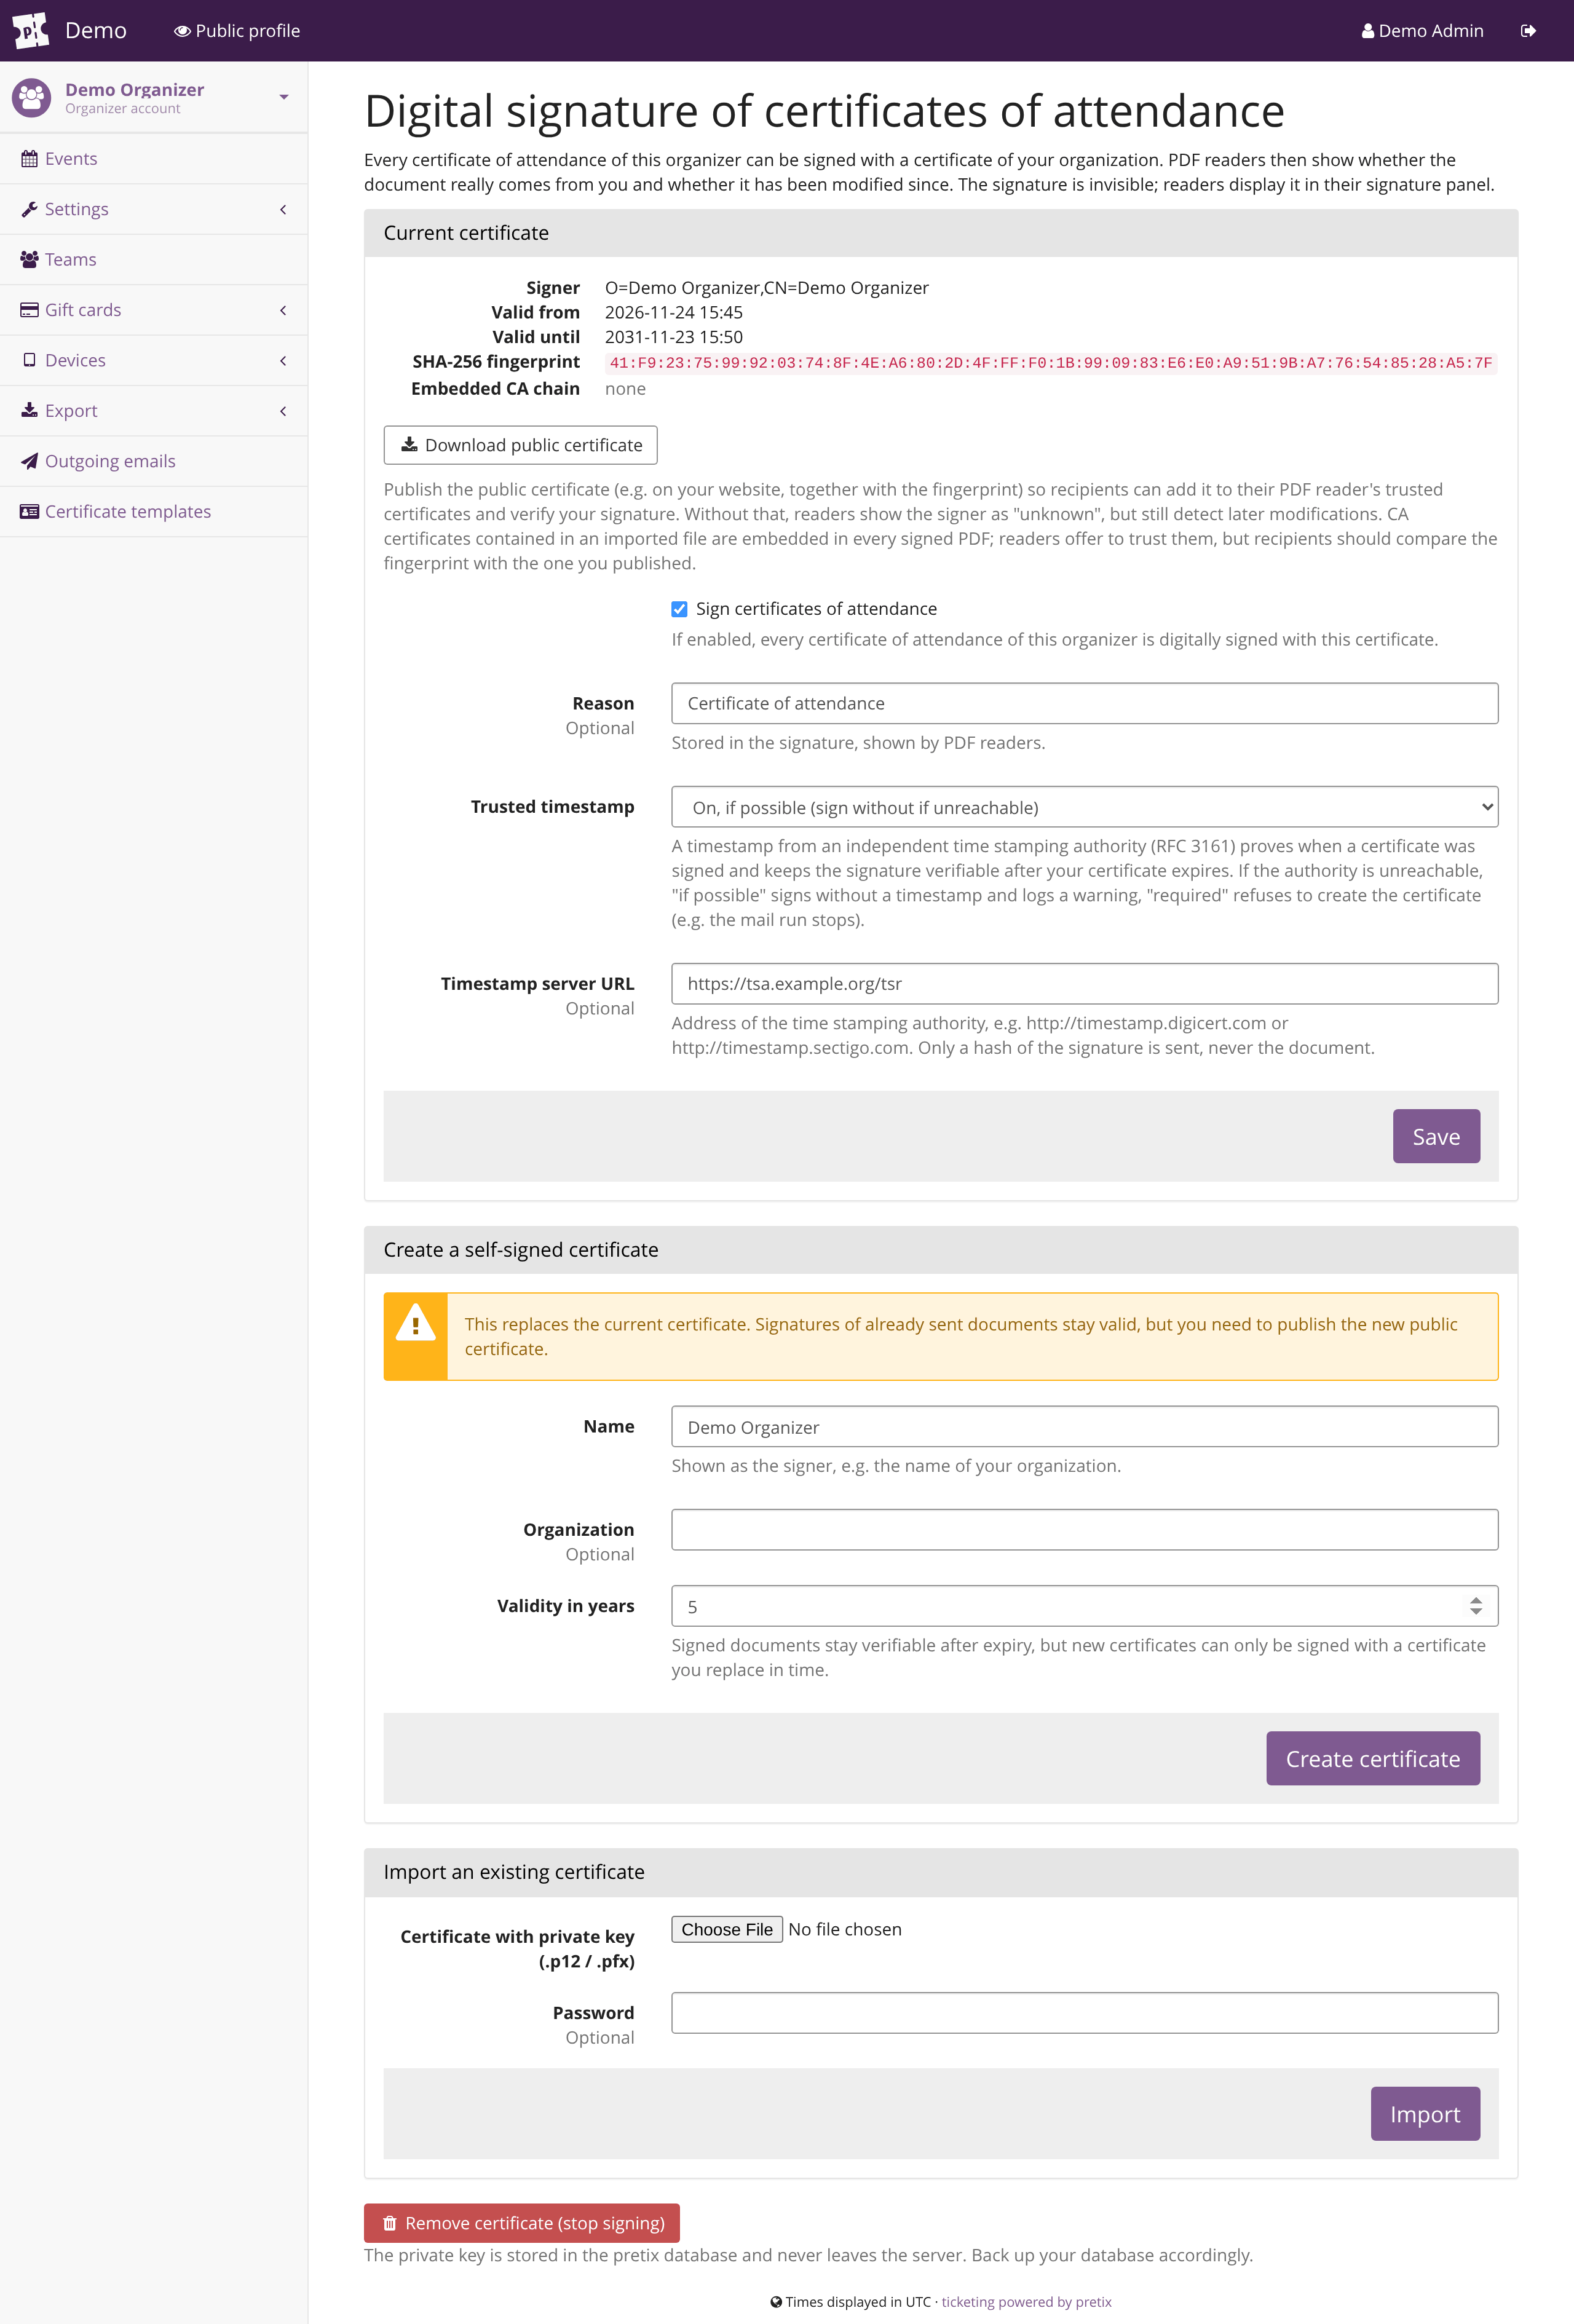 Demo
Public profile
Demo Admin
Demo Organizer
Organizer account
Events
Settings
Teams
Gift cards
Devices
Export
Outgoing emails
Certificate templates
Digital signature of certificates of attendance
Every certificate of attendance of this organizer can be signed with a certificate of your organization. PDF readers then show whether the
document really comes from you and whether it has been modified since. The signature is invisible; readers display it in their signature panel.
Current certificate
Signer O=Demo Organizer,CN=Demo Organizer
Valid from 2026-11-24 15:45
Valid until 2031-11-23 15:50
SHA-256 fingerprint 41:F9:23:75:99:92:03:74:8F:4E:A6:80:2D:4F:FF:F0:1B:99:09:83:E6:E0:A9:51:9B:A7:76:54:85:28:A5:7F
Embedded CA chain none
Download public certificate
Publish the public certificate (e.g. on your website, together with the fingerprint) so recipients can add it to their PDF reader's trusted
certificates and verify your signature. Without that, readers show the signer as "unknown", but still detect later modifications. CA
certificates contained in an imported file are embedded in every signed PDF; readers offer to trust them, but recipients should compare the
fingerprint with the one you published.
Sign certificates of attendance
If enabled, every certificate of attendance of this organizer is digitally signed with this certificate.
Reason
Optional
Certificate of attendance
Stored in the signature, shown by PDF readers.
Trusted timestamp
On, if possible (sign without if unreachable)
A timestamp from an independent time stamping authority (RFC 3161) proves when a certificate was
signed and keeps the signature verifiable after your certificate expires. If the authority is unreachable,
"if possible" signs without a timestamp and logs a warning, "required" refuses to create the certificate
(e.g. the mail run stops).
Timestamp server URL
Optional
https://tsa.example.org/tsr
Address of the time stamping authority, e.g. http://timestamp.digicert.com or
http://timestamp.sectigo.com. Only a hash of the signature is sent, never the document.
Save
Create a self-signed certificate
This replaces the current certificate. Signatures of already sent documents stay valid, but you need to publish the new public
certificate.
Name
Demo Organizer
Shown as the signer, e.g. the name of your organization.
Organization
Optional
Validity in years
5
Signed documents stay verifiable after expiry, but new certificates can only be signed with a certificate
you replace in time.
Create certificate
Import an existing certificate
Certificate with private key
(.p12 / .pfx)
Choose File No file chosen
Password
Optional
Import
Remove certificate (stop signing)
The private key is stored in the pretix database and never leaves the server. Back up your database accordingly.
Times displayed in UTC · ticketing powered by pretix